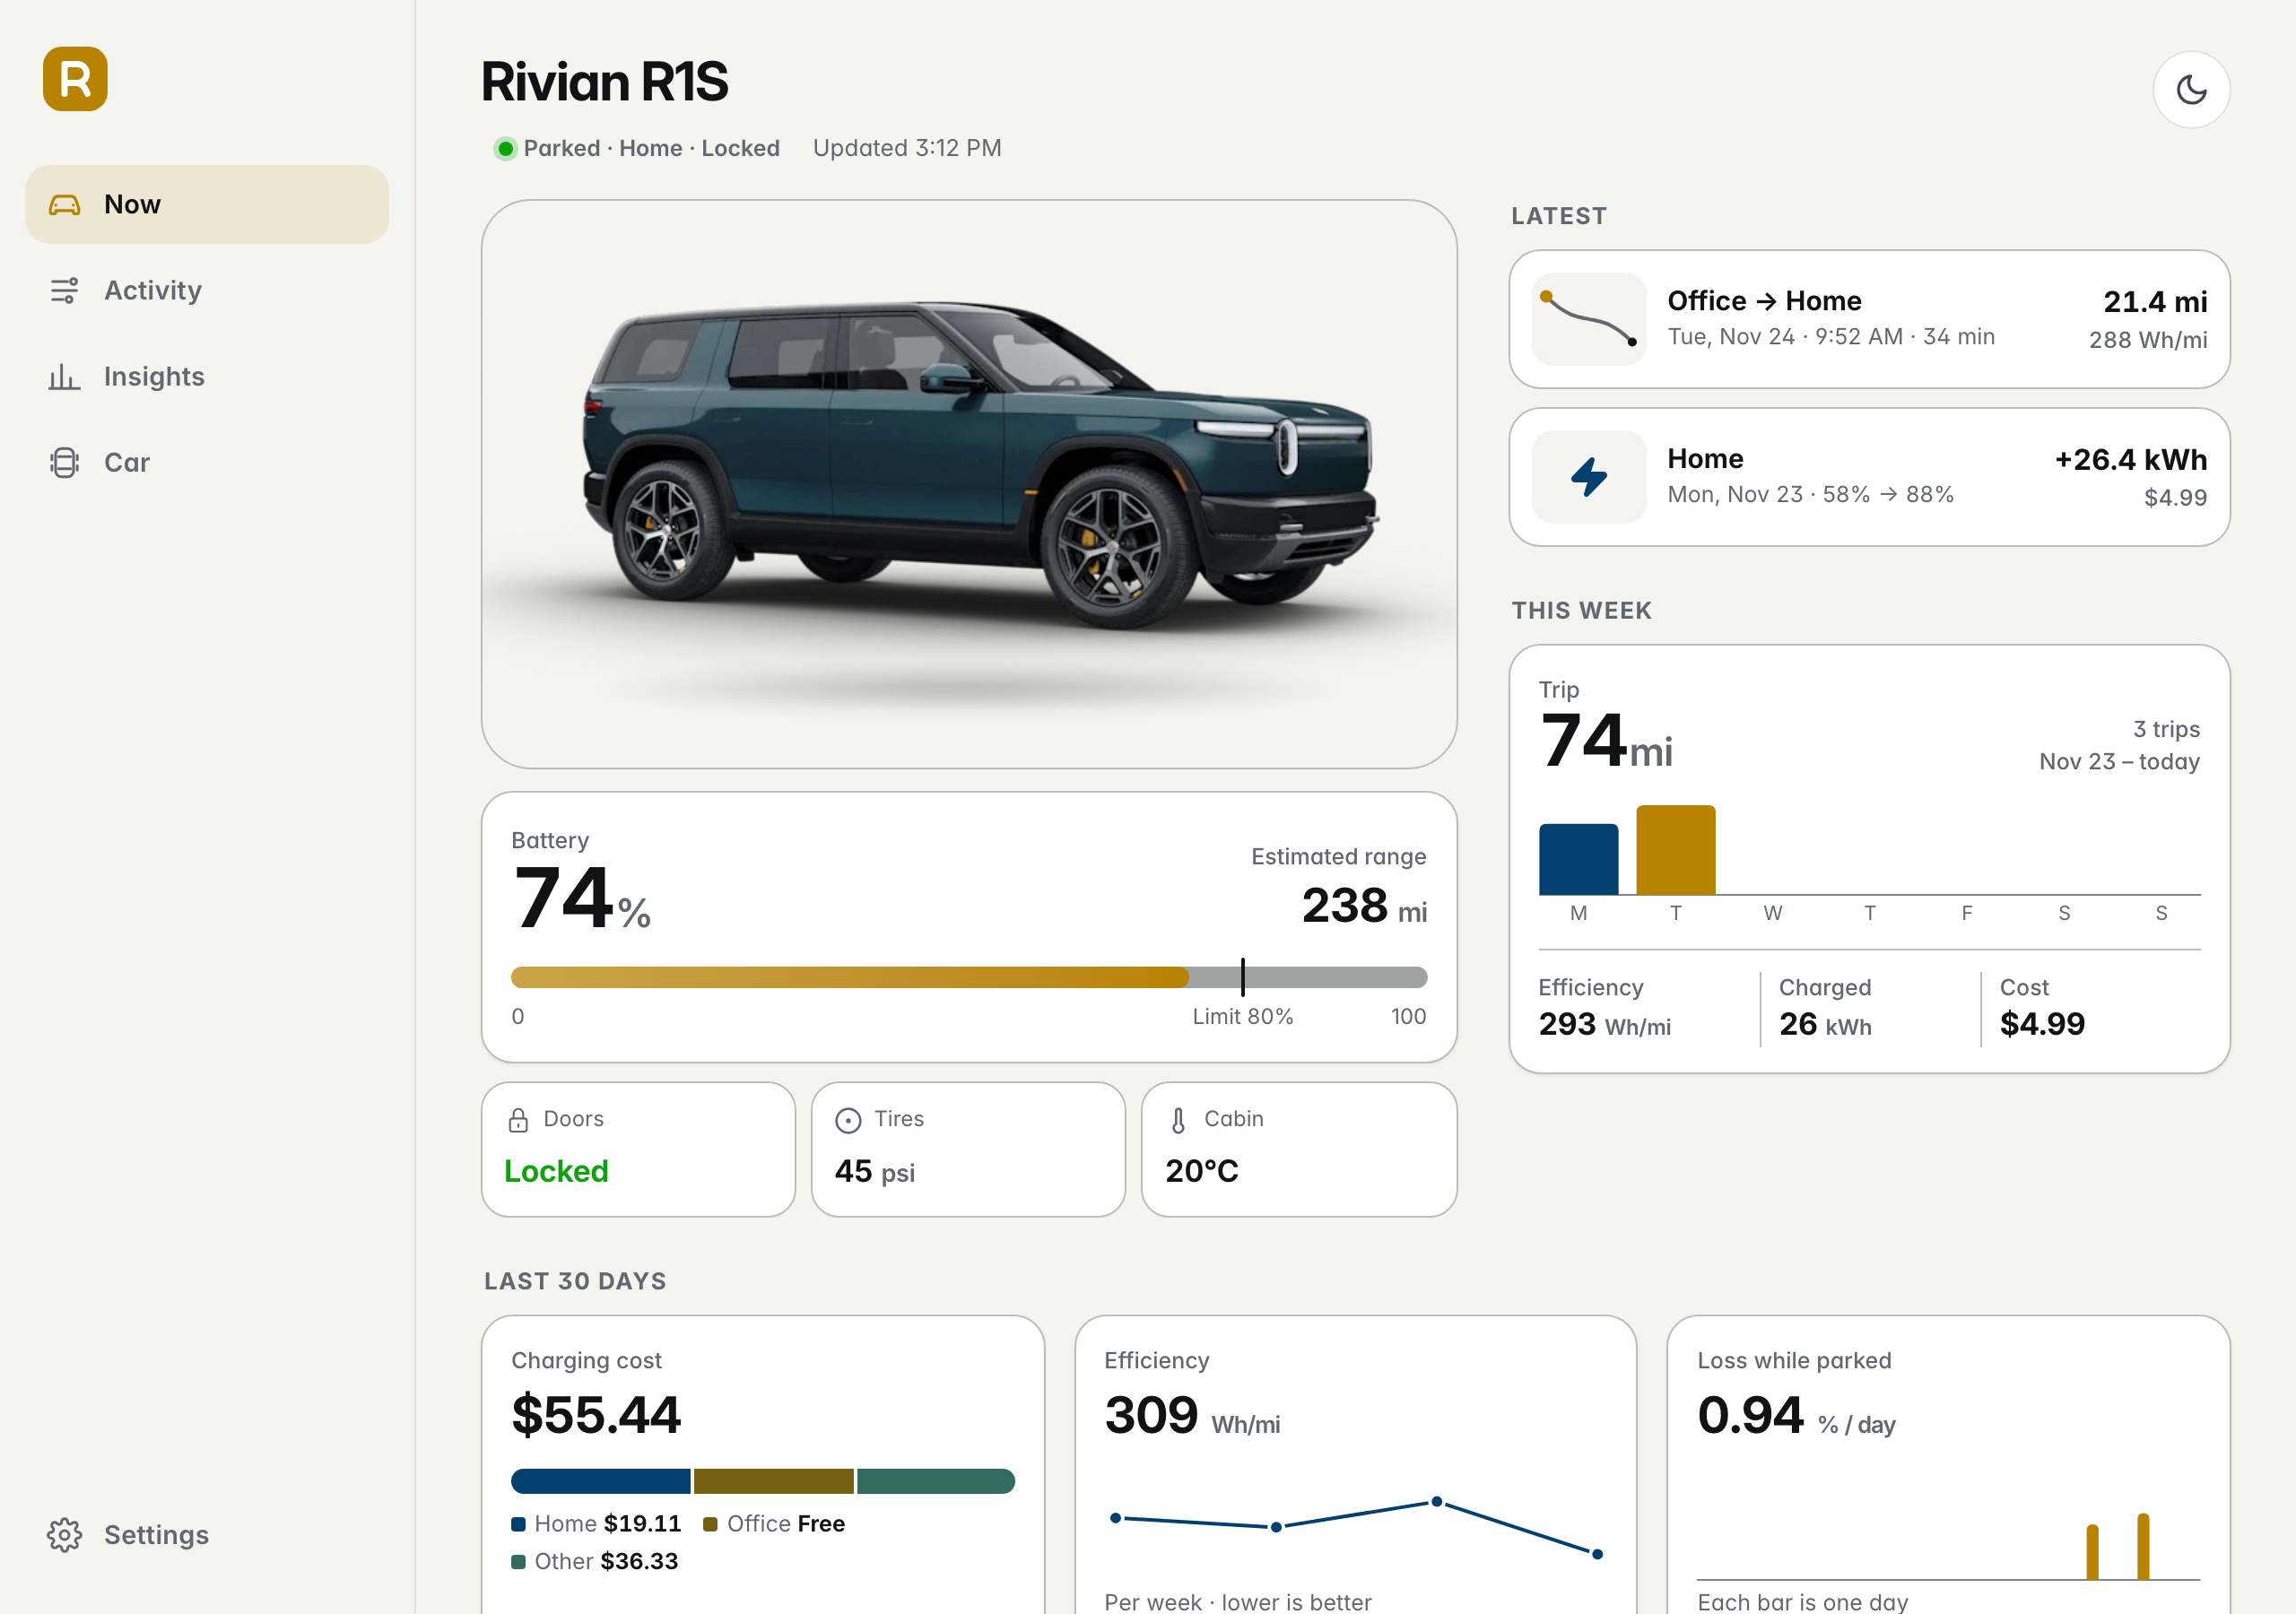 R
Now
Activity
Insights
Car
Settings
Rivian R1S
Parked · Home · Locked Updated 3:12 PM
Battery
74%
Estimated range
238 mi
0 Limit 80% 100
Doors
Locked
Tires
45 psi
Cabin
20°C
LATEST
Office → Home
Tue, Nov 24 · 9:52 AM · 34 min
21.4 mi
288 Wh/mi
Home
Mon, Nov 23 · 58% → 88%
+26.4 kWh
$4.99
THIS WEEK
Trip
74mi
3 trips
Nov 23 – today
M T W T F S S
Efficiency
293 Wh/mi
Charged
26 kWh
Cost
$4.99
LAST 30 DAYS
Charging cost
$55.44
Home $19.11 Office Free
Other $36.33
Efficiency
309 Wh/mi
Per week · lower is better
Loss while parked
0.94 % / day
Each bar is one day